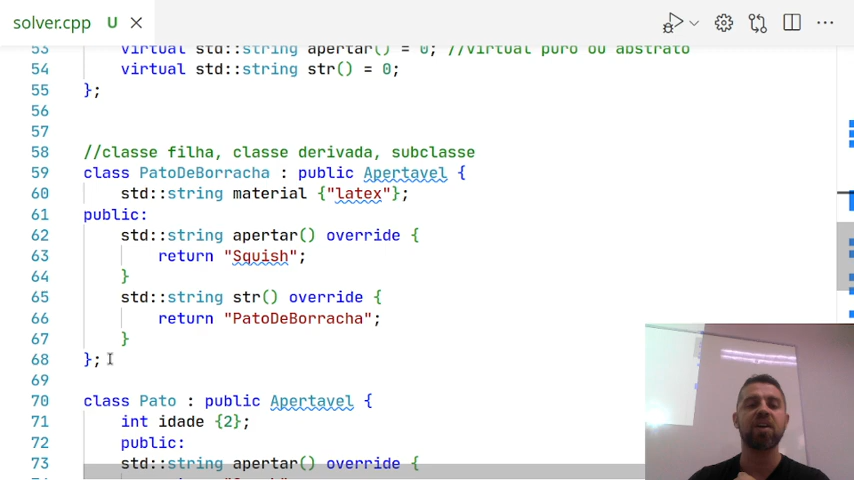 solver.cpp U
53 virtual std::string apertar() = 0; //virtual puro ou abstrato
54 virtual std::string str() = 0;
55 };
56
57
58 //classe filha, classe derivada, subclasse
59 class PatoDeBorracha : public Apertavel {
60 std::string material {"latex"};
61 public:
62 std::string apertar() override {
63 return "Squish";
64 }
65 std::string str() override {
66 return "PatoDeBorracha";
67 }
68 };
69
70 class Pato : public Apertavel {
71 int idade {2};
72 public:
73 std::string apertar() override {